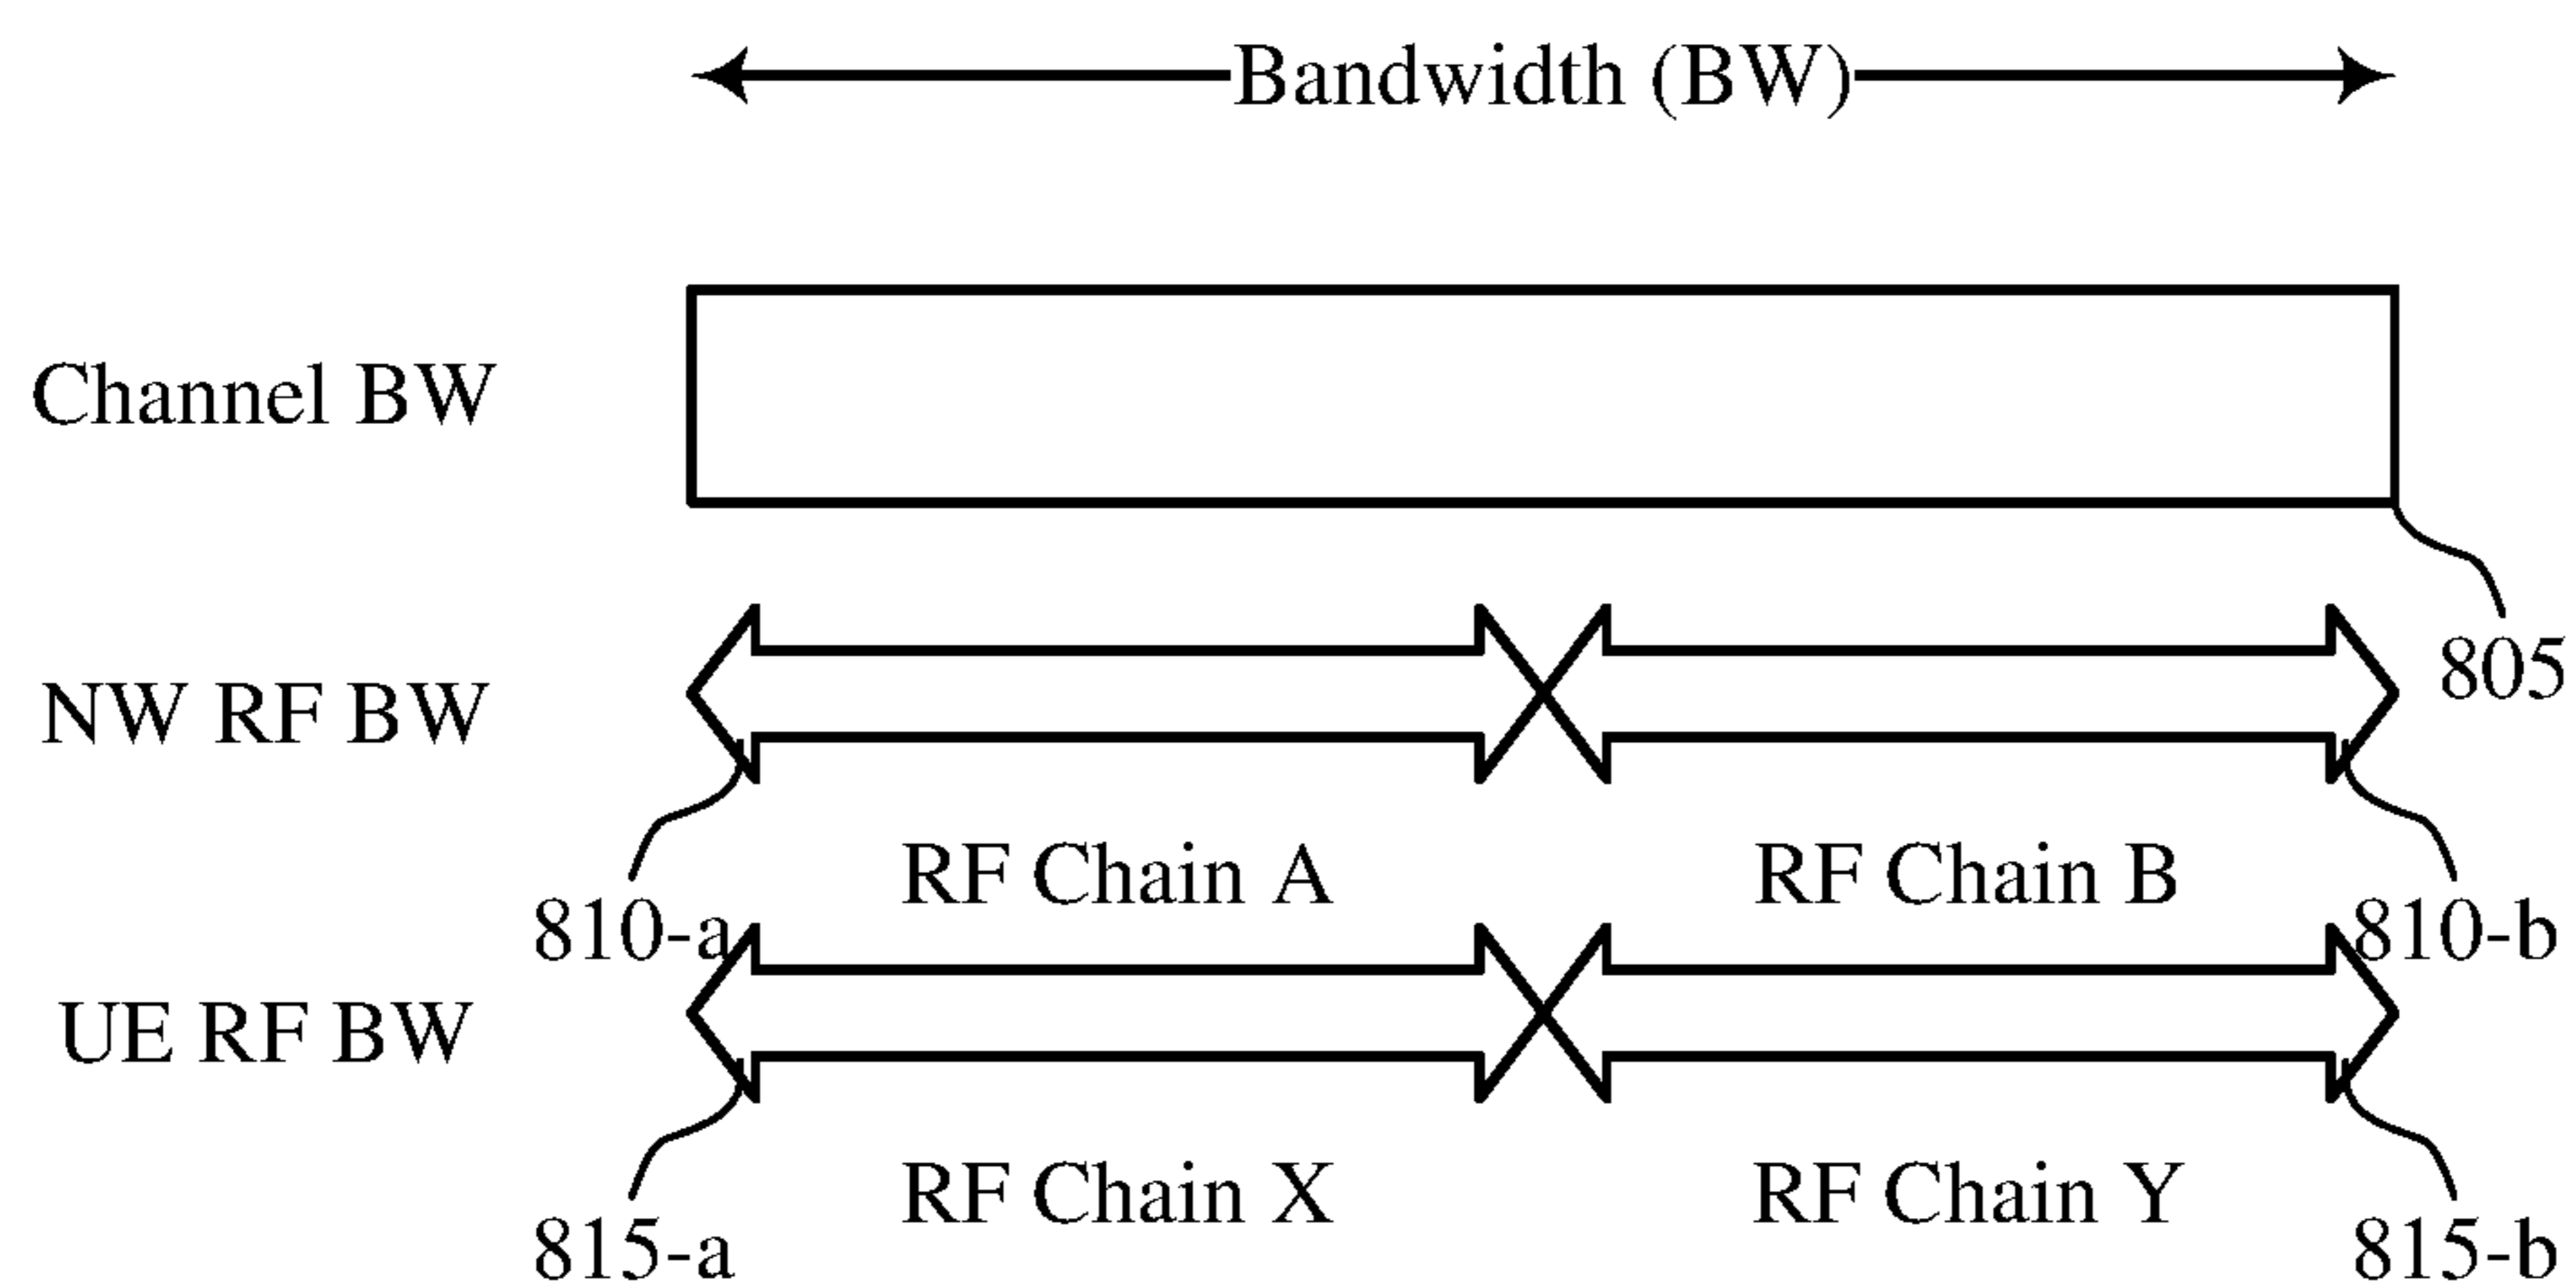 Bandwidth (BW)
Channel BW
805
NW RF BW
RF Chain A
RF Chain B
810-a
810-b
UE RF BW
RF Chain X
RF Chain Y
815-a
815-b